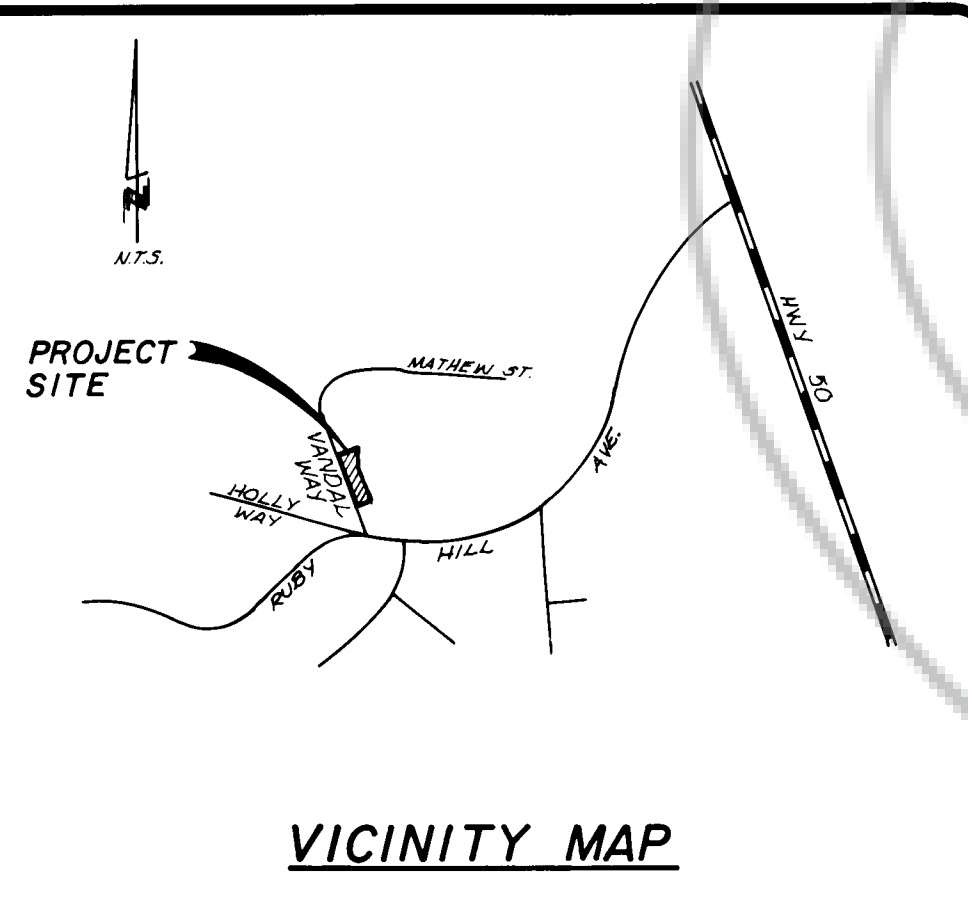 N
N.T.S.
PROJECT
SITE
MATHEW ST.
HWY 50
VANDAL
WAY
HOLLY
WAY
RUBY
HILL
AVE.
VICINITY MAP